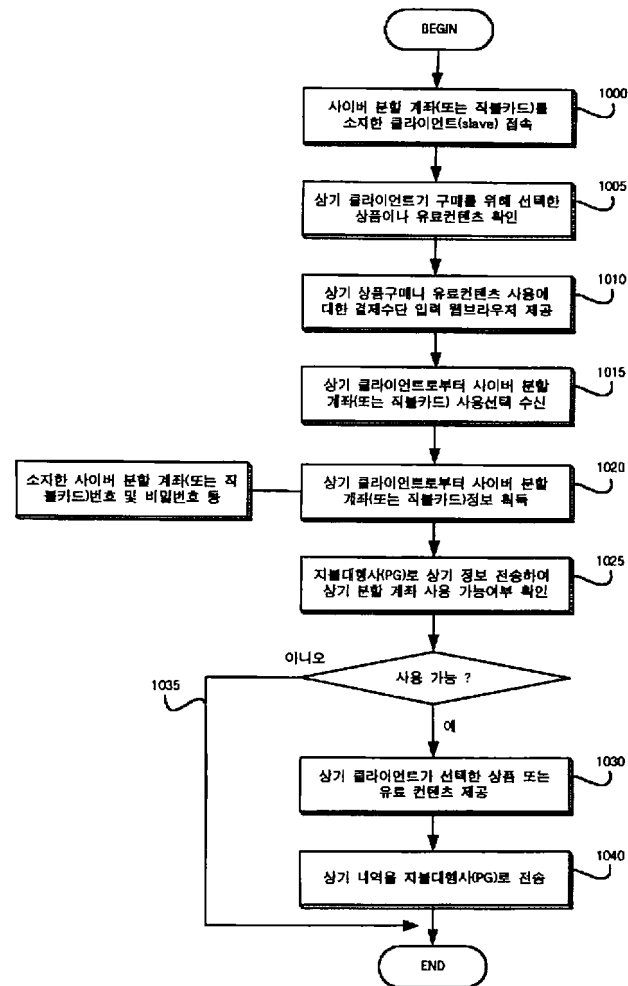 BEGIN
사이버 분할 계좌(또는 직불카드)를
소지한 클라이언트(slave) 접속
1000
상기 클라이언트가 구매를 위해 선택한
상품이나 유료컨텐츠 확인
1005
상기 상품구매나 유료컨텐츠 사용에
대한 결제수단 입력 웹브라우저 제공
1010
상기 클라이언트로부터 사이버 분할
계좌(또는 직불카드) 사용선택 수신
1015
소지한 사이버 분할 계좌(또는 직
불카드)번호 및 비밀번호 등
상기 클라이언트로부터 사이버 분할
계좌(또는 직불카드)정보 획득
1020
지불대행사(PG)로 상기 정보 전송하여
상기 분할 계좌 사용 가능여부 확인
1025
아니오
사용 가능 ?
1035
예
상기 클라이언트가 선택한 상품 또는
유료 컨텐츠 제공
1030
상기 내역을 지불대행사(PG)로 전송
1040
END